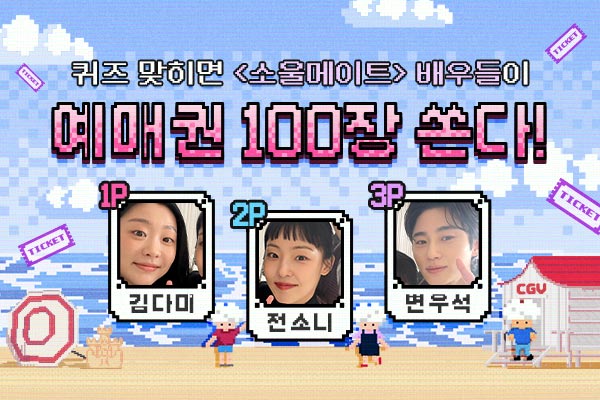 퀴즈 맞히면 <소울메이트> 배우들이
예매권 100장 쏜다!
1P
2P
3P
김다미
전소니
변우석
TICKET
TICKET
TICKET
TICKET
CGV